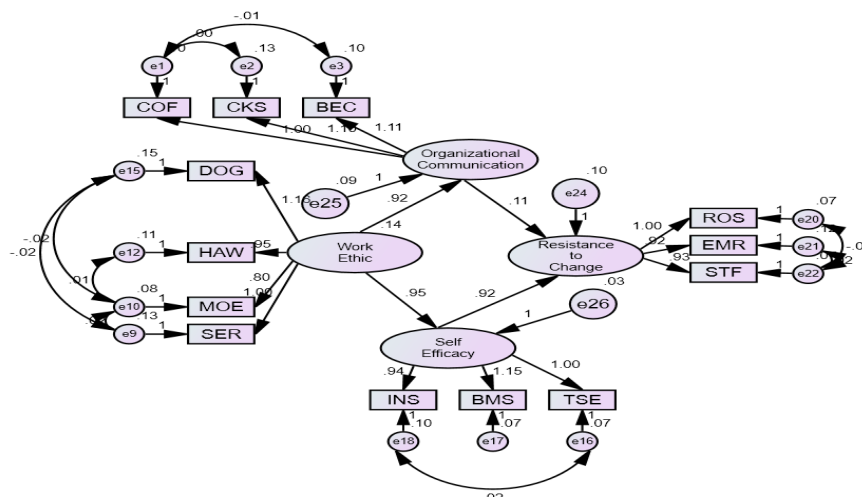 -.01
.00
.13
.10
e1
e2
e3
1
1
1
COF
CKS
BEC
1.00
1.11
Organizational
Communication
.15
e15
1
DOG
.09
e25
1
.92
.14
.11
.10
e24
1
1.00
ROS
1
e20
.07
.92
EMR
1
e21
.93
STF
1
e22
-.02
-.02
.11
e12
1
HAW
.95
Work
Ethic
Resistance
to
Change
.01
.08
e10
1
MOE
.80
1.00
.13
e9
1
SER
.95
.92
.03
e26
1
Self
Efficacy
.94
1.15
1.00
INS
BMS
TSE
1
1
1
.10
.07
.07
e18
e17
e16